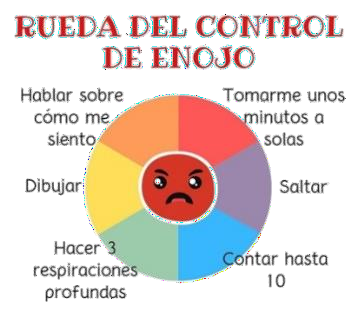 RUEDA DEL CONTROL
DE ENOJO
Hablar sobre
cómo me
siento
Tomarme unos
minutos a
solas
Dibujar
Saltar
Hacer 3
respiraciones
profundas
Contar hasta
10